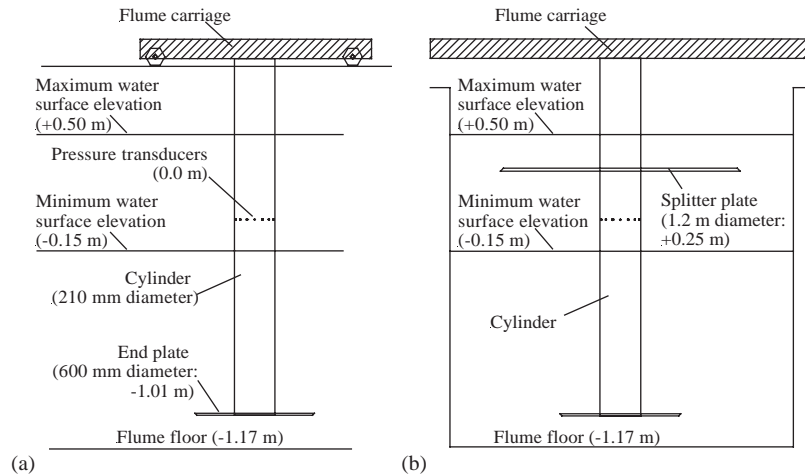 Flume carriage
Maximum water
surface elevation
(+0.50 m)
Pressure transducers
(0.0 m)
Minimum water
surface elevation
(-0.15 m)
Cylinder
(210 mm diameter)
End plate
(600 mm diameter:
-1.01 m)
Flume floor (-1.17 m)
(a)
Flume carriage
Maximum water
surface elevation
(+0.50 m)
Minimum water
surface elevation
(-0.15 m)
Splitter plate
(1.2 m diameter:
+0.25 m)
Cylinder
Flume floor (-1.17 m)
(b)